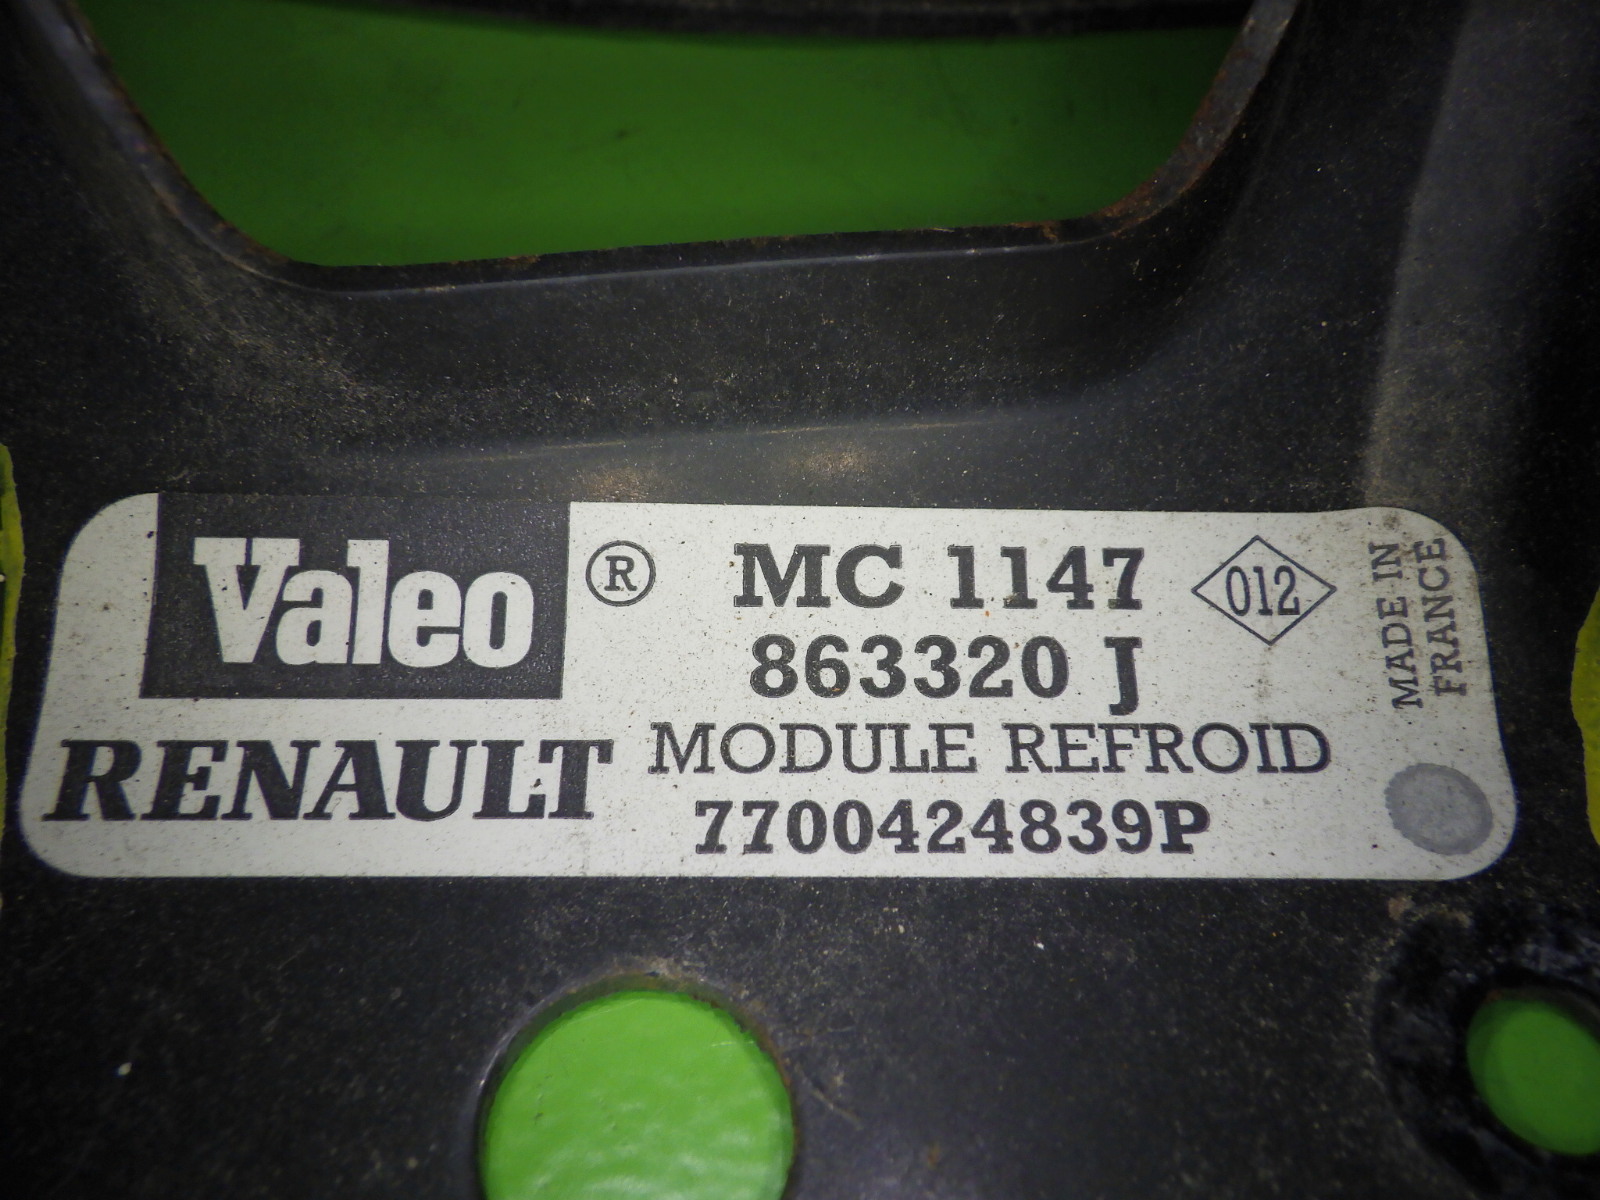 Valeo ® MC 1147 012
863320 J
RENAULT MODULE REFROID
7700424839P
MADE IN
FRANCE